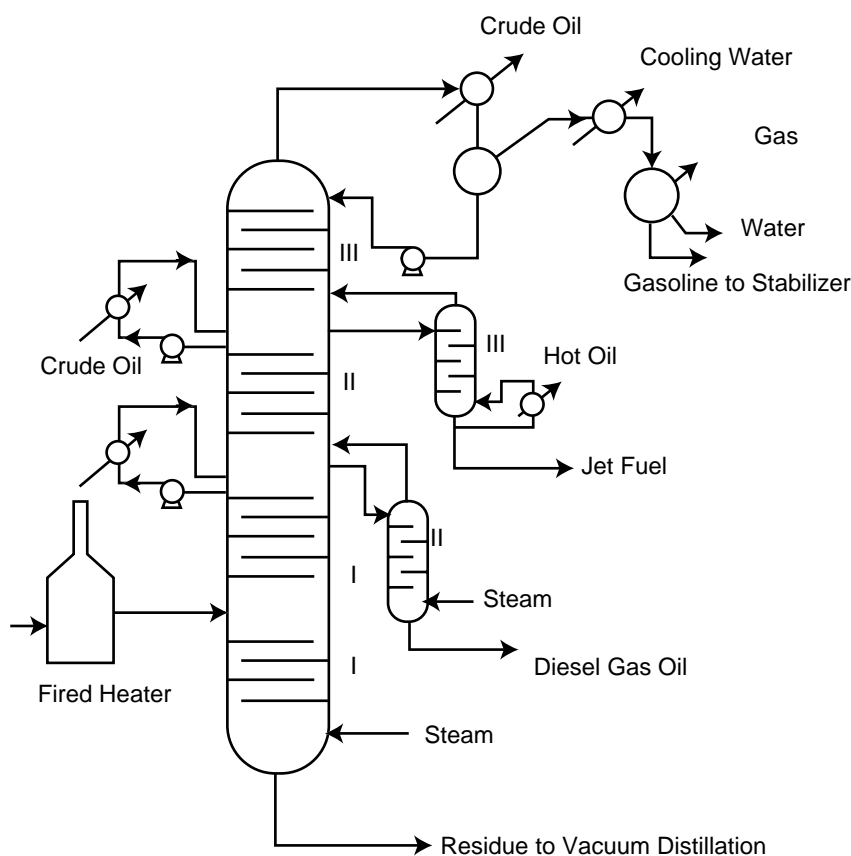 Crude Oil
Cooling Water
Gas
Water
Gasoline to Stabilizer
III
III
Hot Oil
Crude Oil
II
Jet Fuel
II
I
Steam
Diesel Gas Oil
I
Fired Heater
Steam
Residue to Vacuum Distillation